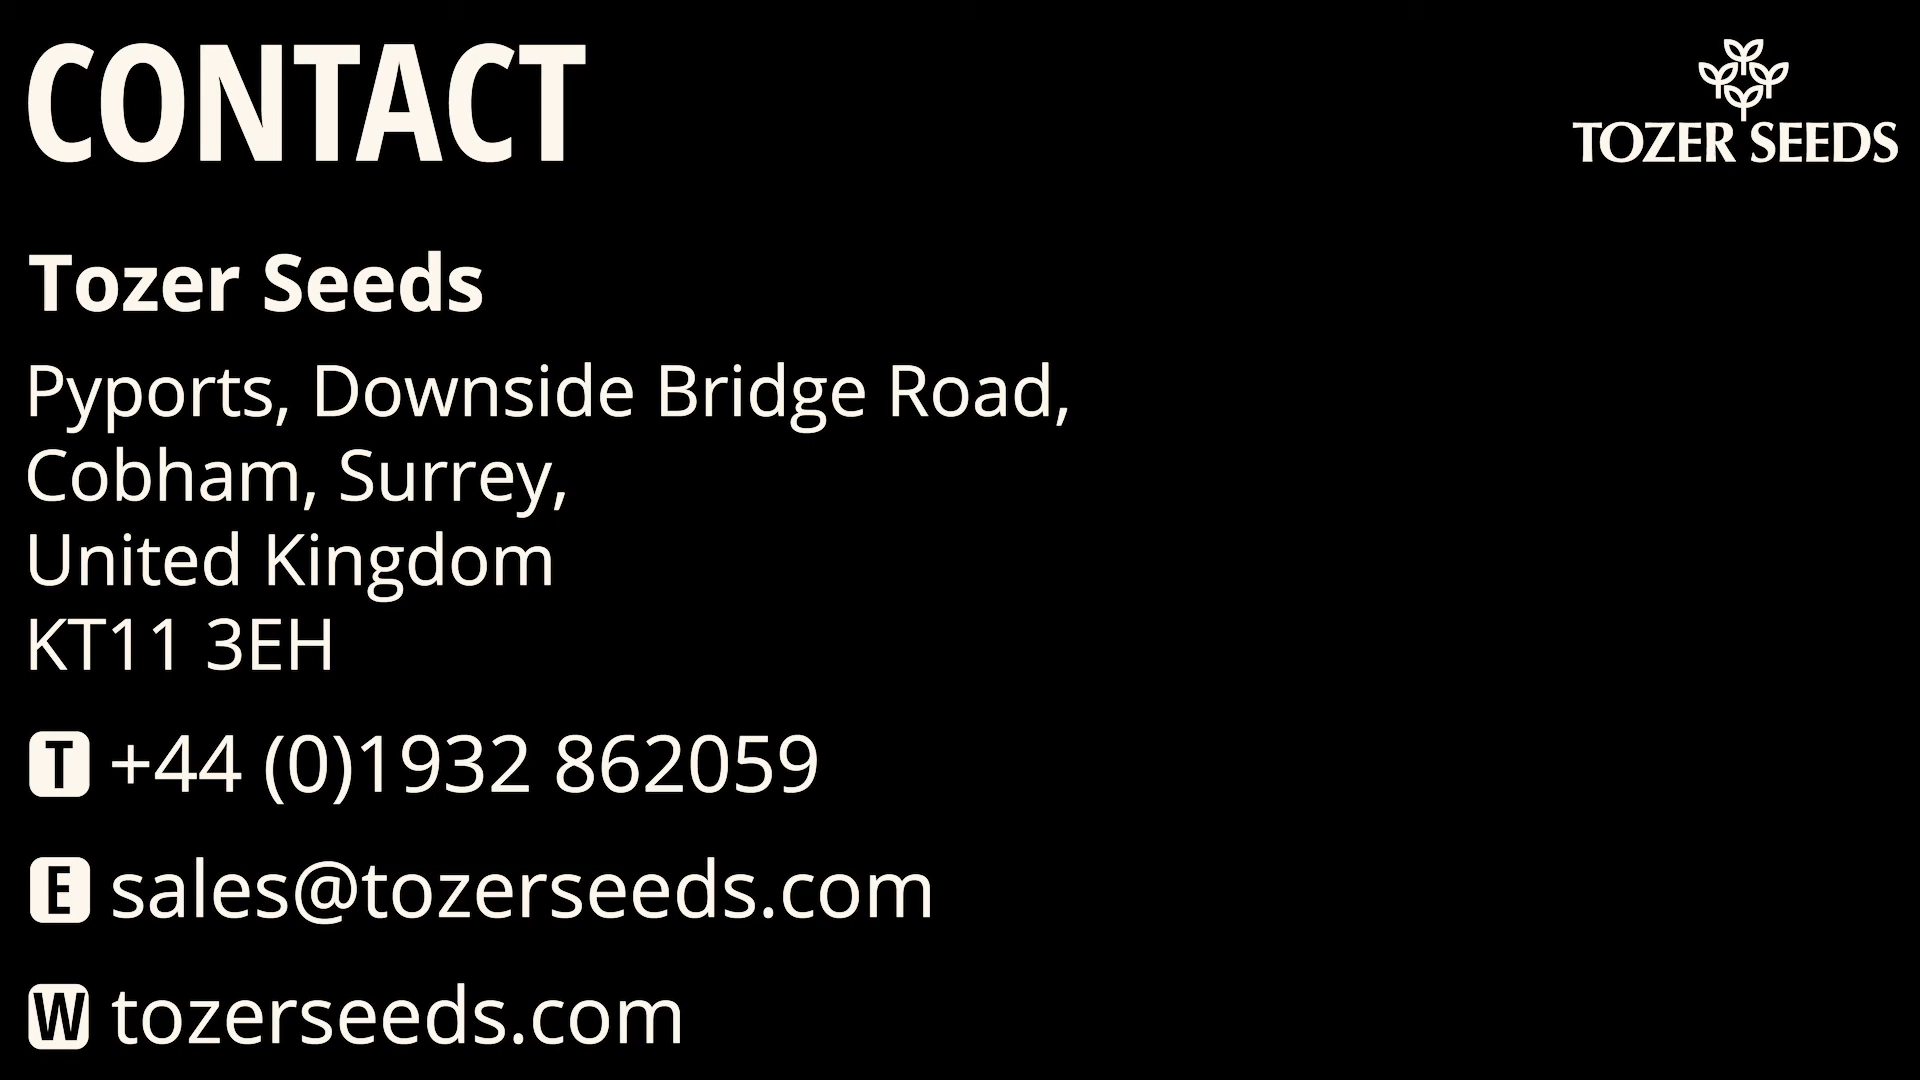 CONTACT
TOZER SEEDS
Tozer Seeds
Pyports, Downside Bridge Road,
Cobham, Surrey,
United Kingdom
KT11 3EH
T +44 (0)1932 862059
E sales@tozerseeds.com
W tozerseeds.com